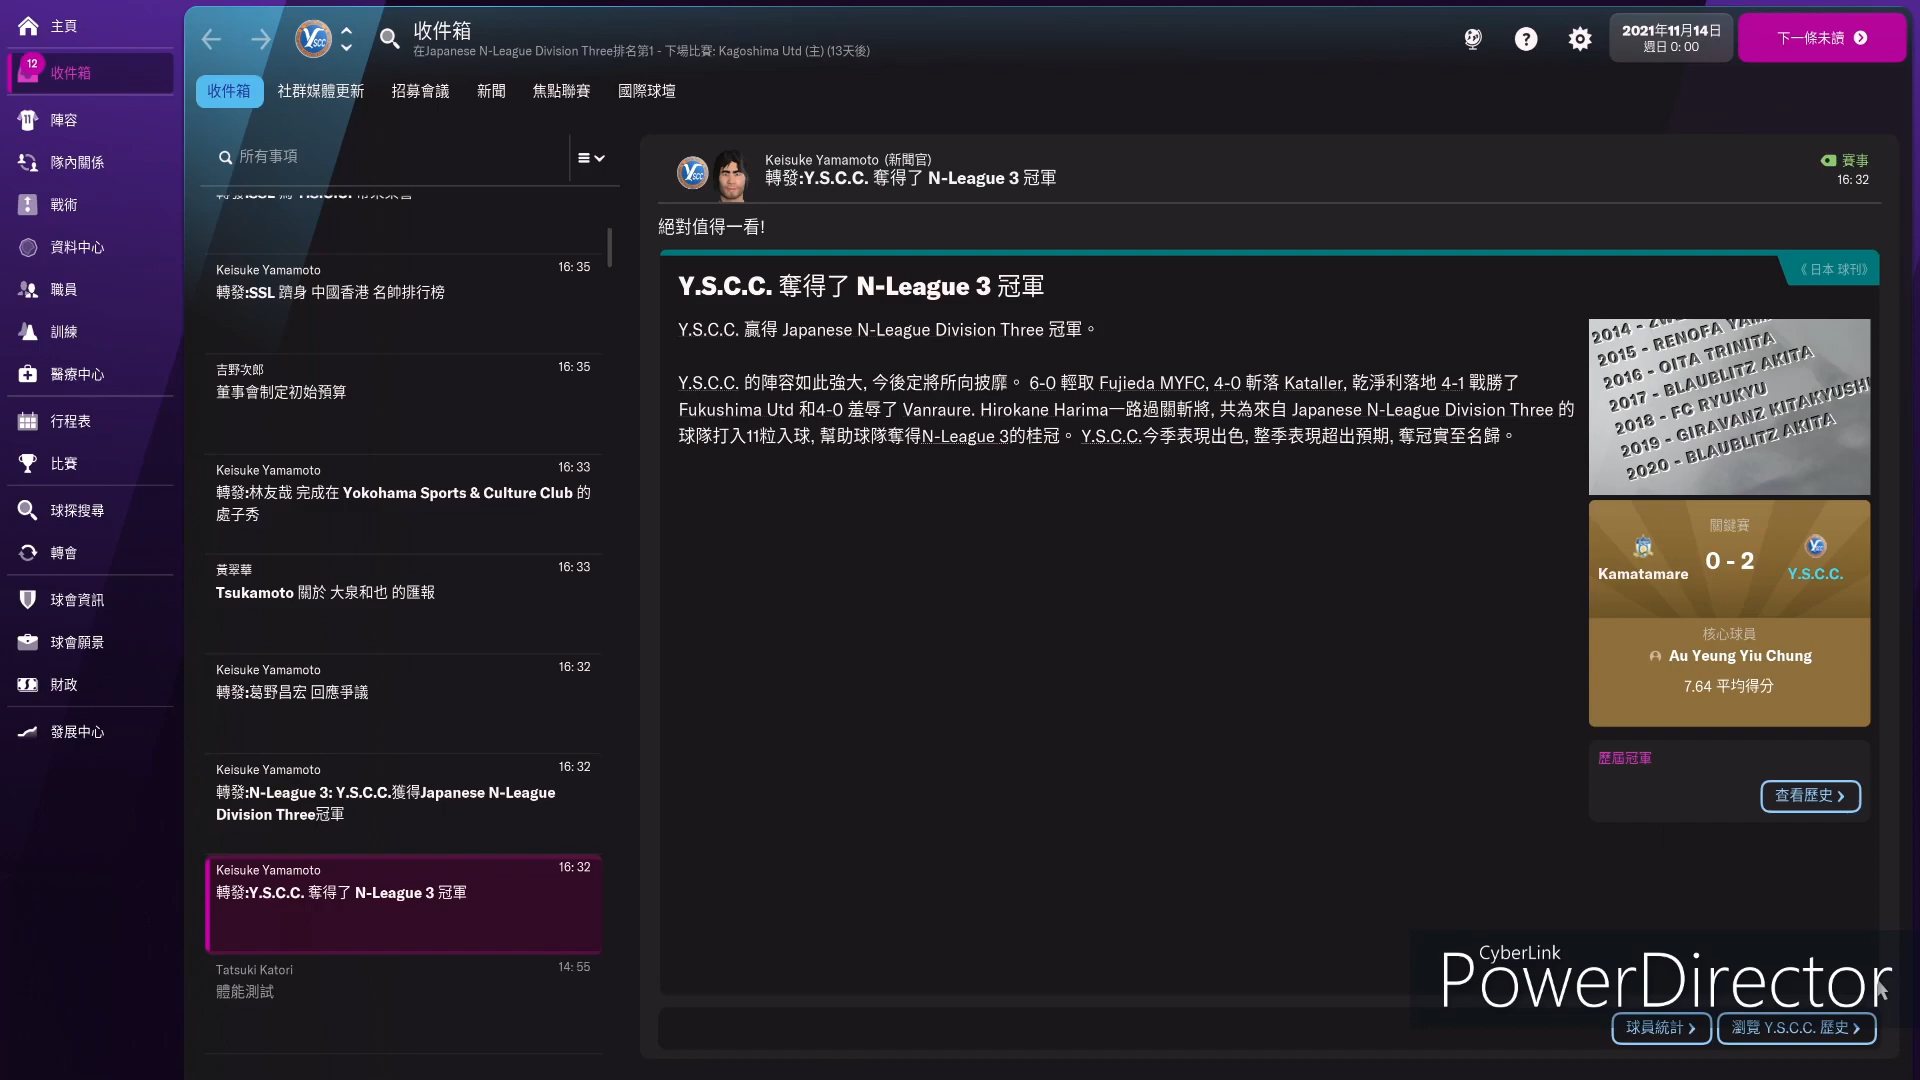 主頁
收件箱
在Japanese N-League Division Three排名第1 - 下場比賽: Kagoshima Utd (主) (13天後)
2021年11月14日
週日 0: 00
下一條未讀
12
收件箱
收件箱 社群媒體更新 招募會議 新聞 焦點聯賽 國際球壇
陣容
隊內關係
戰術
資料中心
職員
訓練
醫療中心
行程表
比賽
球探搜尋
轉會
球會資訊
球會願景
財政
發展中心
所有事項
Keisuke Yamamoto 16: 35
轉發:SSL 躋身 中國香港 名帥排行榜
吉野次郎 16: 35
董事會制定初始預算
Keisuke Yamamoto 16: 33
轉發:林友哉 完成在 Yokohama Sports & Culture Club 的
處子秀
黃翠華 16: 33
Tsukamoto 關於 大泉和也 的匯報
Keisuke Yamamoto 16: 32
轉發:葛野昌宏 回應爭議
Keisuke Yamamoto 16: 32
轉發:N-League 3: Y.S.C.C.獲得Japanese N-League
Division Three冠軍
Keisuke Yamamoto 16: 32
轉發:Y.S.C.C. 奪得了 N-League 3 冠軍
Tatsuki Katori 14: 55
體能測試
Keisuke Yamamoto (新聞官)
轉發:Y.S.C.C. 奪得了 N-League 3 冠軍
賽事
16: 32
絕對值得一看!
《 日本 球刊》
Y.S.C.C. 奪得了 N-League 3 冠軍
Y.S.C.C. 贏得 Japanese N-League Division Three 冠軍。
Y.S.C.C. 的陣容如此強大, 今後定將所向披靡。 6-0 輕取 Fujieda MYFC, 4-0 斬落 Kataller, 乾淨利落地 4-1 戰勝了
Fukushima Utd 和4-0 羞辱了 Vanraure. Hirokane Harima一路過關斬將, 共為來自 Japanese N-League Division Three 的
球隊打入11粒入球, 幫助球隊奪得N-League 3的桂冠。 Y.S.C.C.今季表現出色, 整季表現超出預期, 奪冠實至名歸。
2015 - RENOFA YAM
2016 - OITA TRINITA
2017 - BLAUBLITZ AKITA
2018 - FC RYUKYU
2019 - GIRAVANZ KITAKYUSH
2020 - BLAUBLITZ AKITA
關鍵賽
0 - 2
Kamatamare Y.S.C.C.
核心球員
Au Yeung Yiu Chung
7.64 平均得分
歷屆冠軍
查看歷史
CyberLink
PowerDirector
球員統計
瀏覽 Y.S.C.C. 歷史